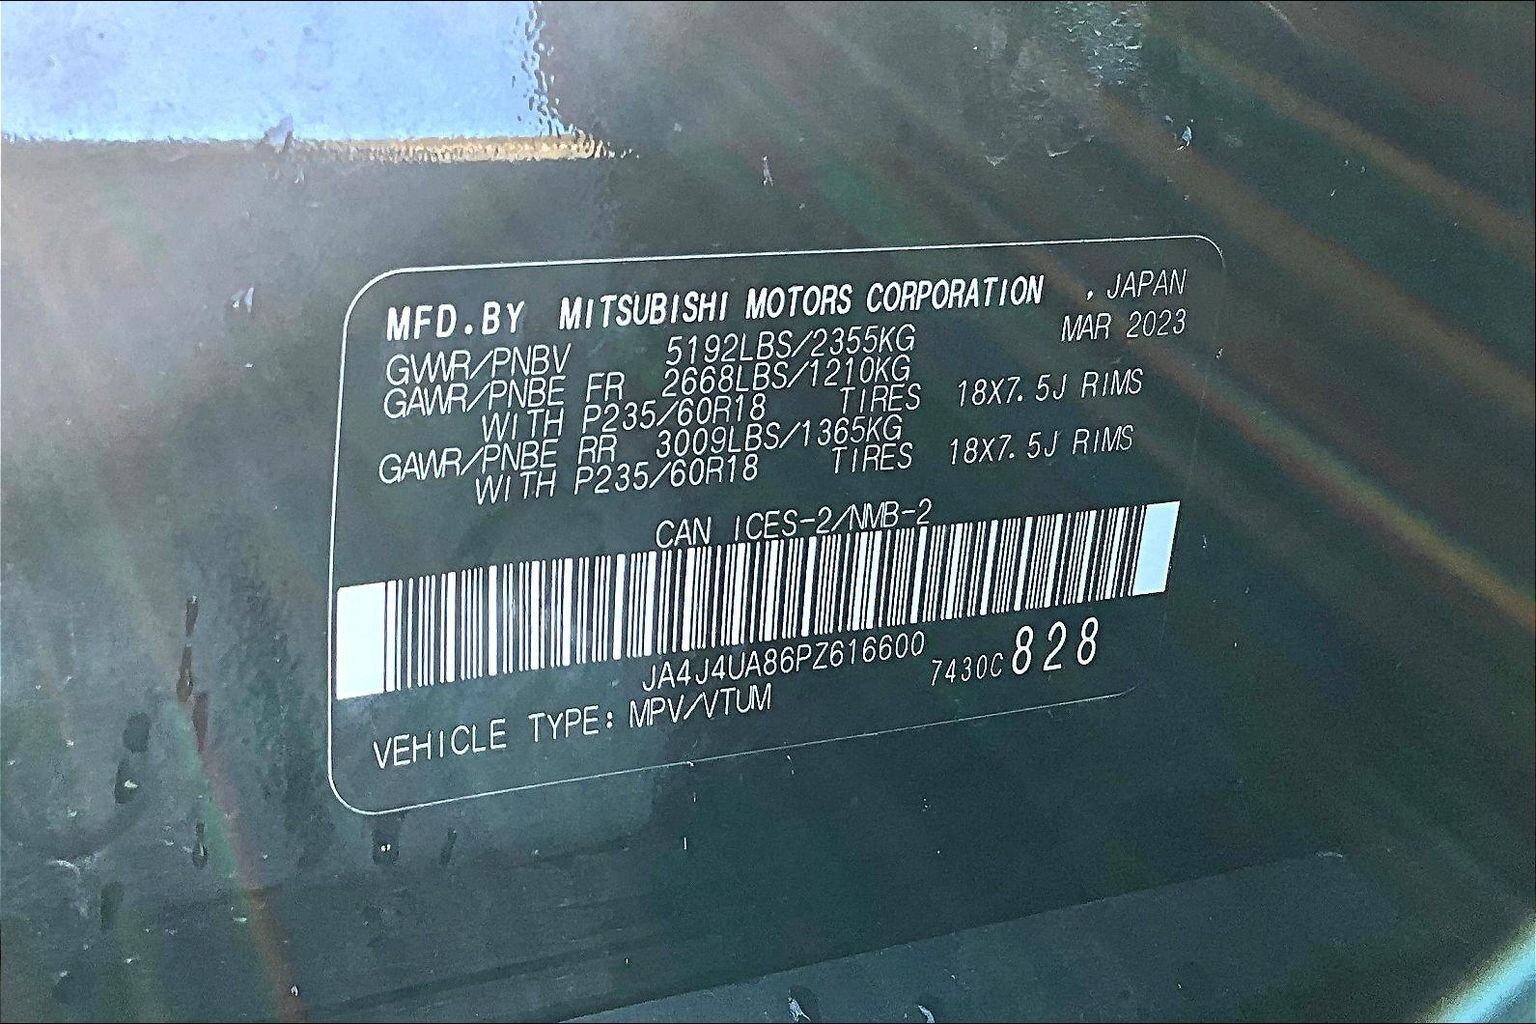 MFD.BY MITSUBISHI MOTORS CORPORATION , JAPAN
GVWR/PNBV 5192LBS/2355KG MAR 2023
GAWR/PNBE FR 2668LBS/1210KG
WITH P235/60R18 TIRES 18X7.5J RIMS
GAWR/PNBE RR 3009LBS/1365KG
WITH P235/60R18 TIRES 18X7.5J RIMS
CAN ICES-2/NMB-2
JA4J4UA86PZ616600 7430C828
VEHICLE TYPE: MPV/VTUM